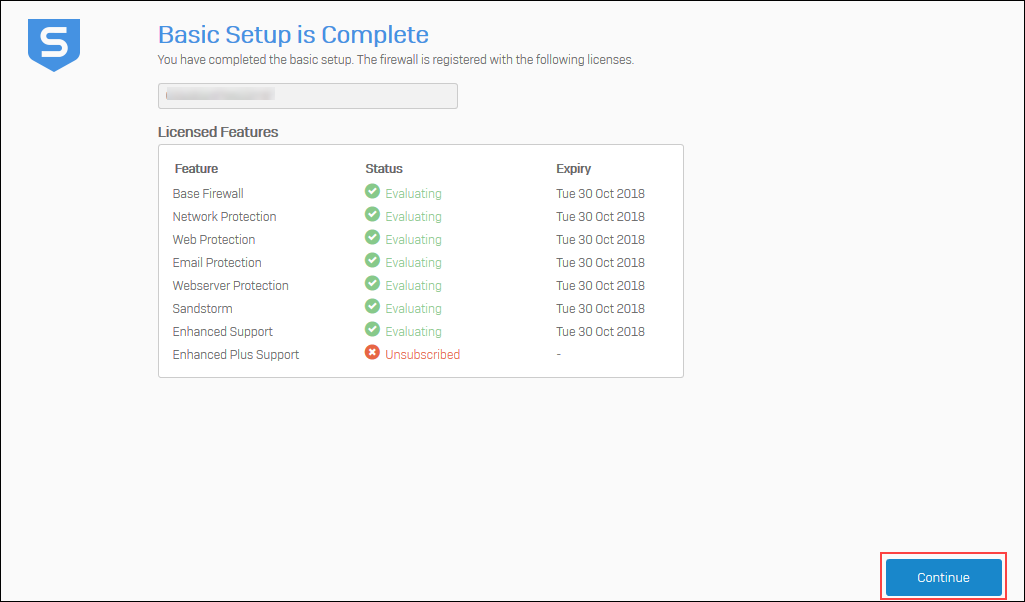 S
Basic Setup is Complete
You have completed the basic setup. The firewall is registered with the following licenses.
Licensed Features
Feature Status Expiry
Base Firewall Evaluating Tue 30 Oct 2018
Network Protection Evaluating Tue 30 Oct 2018
Web Protection Evaluating Tue 30 Oct 2018
Email Protection Evaluating Tue 30 Oct 2018
Webserver Protection Evaluating Tue 30 Oct 2018
Sandstorm Evaluating Tue 30 Oct 2018
Enhanced Support Evaluating Tue 30 Oct 2018
Enhanced Plus Support Unsubscribed -
Continue